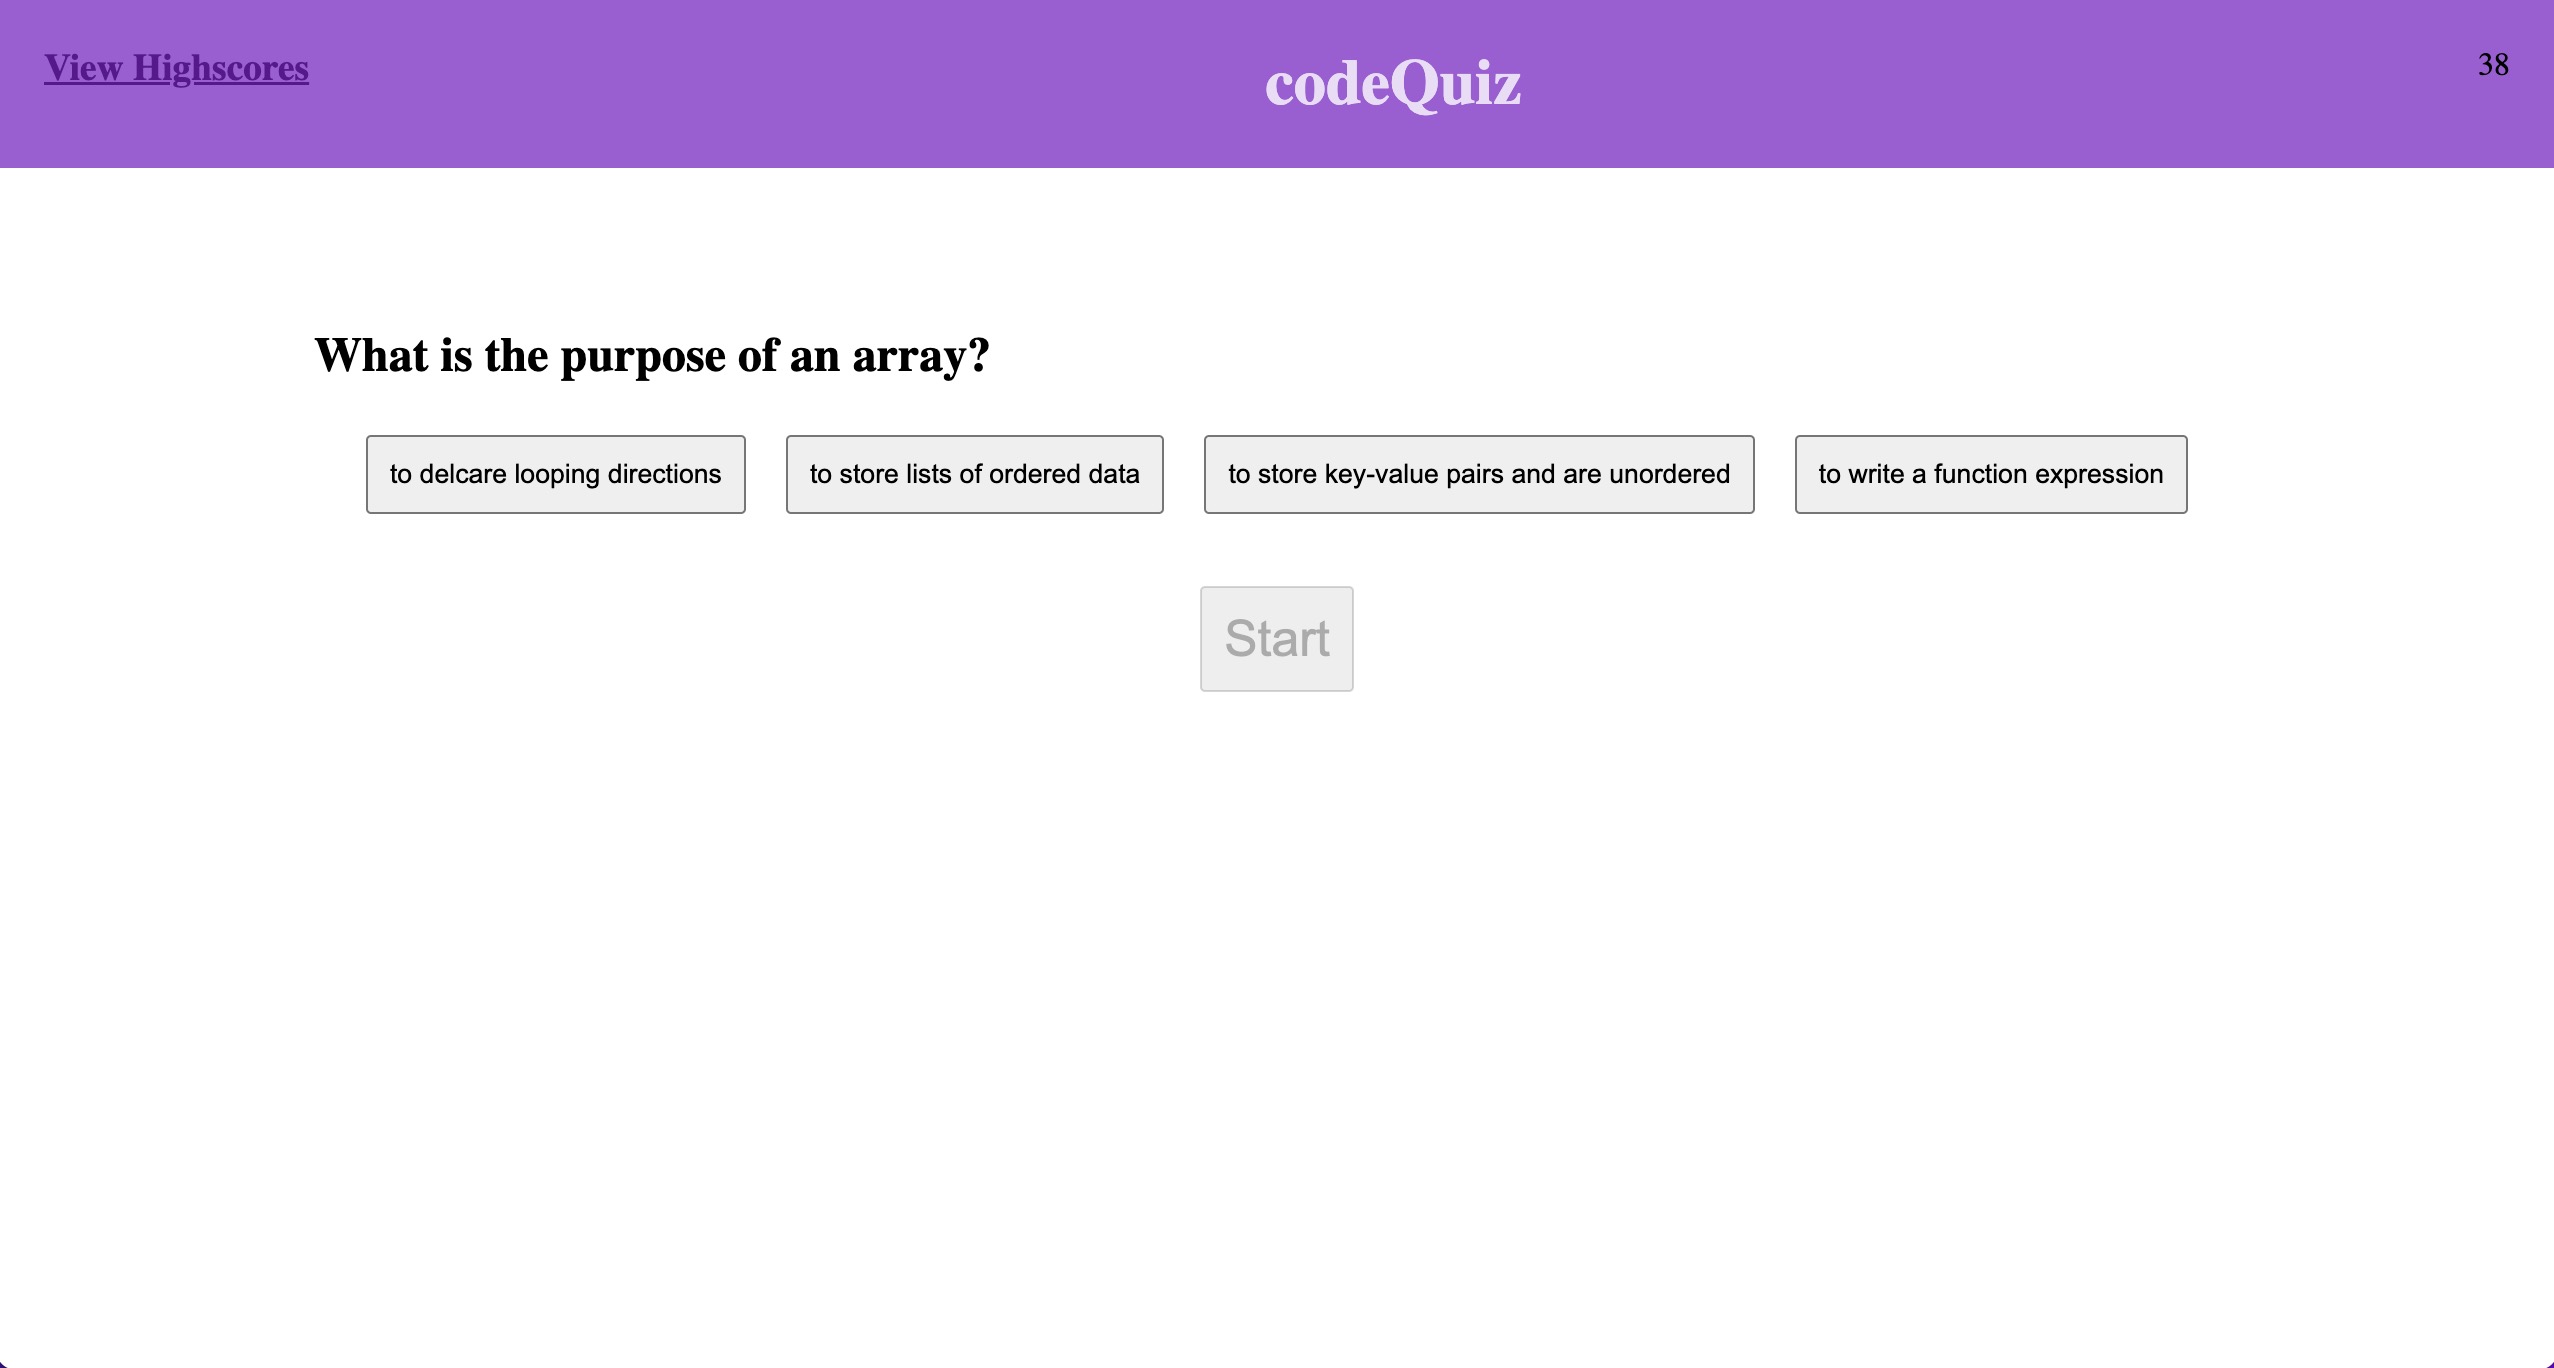 View Highscores
codeQuiz
38
What is the purpose of an array?
to delcare looping directions
to store lists of ordered data
to store key-value pairs and are unordered
to write a function expression
Start